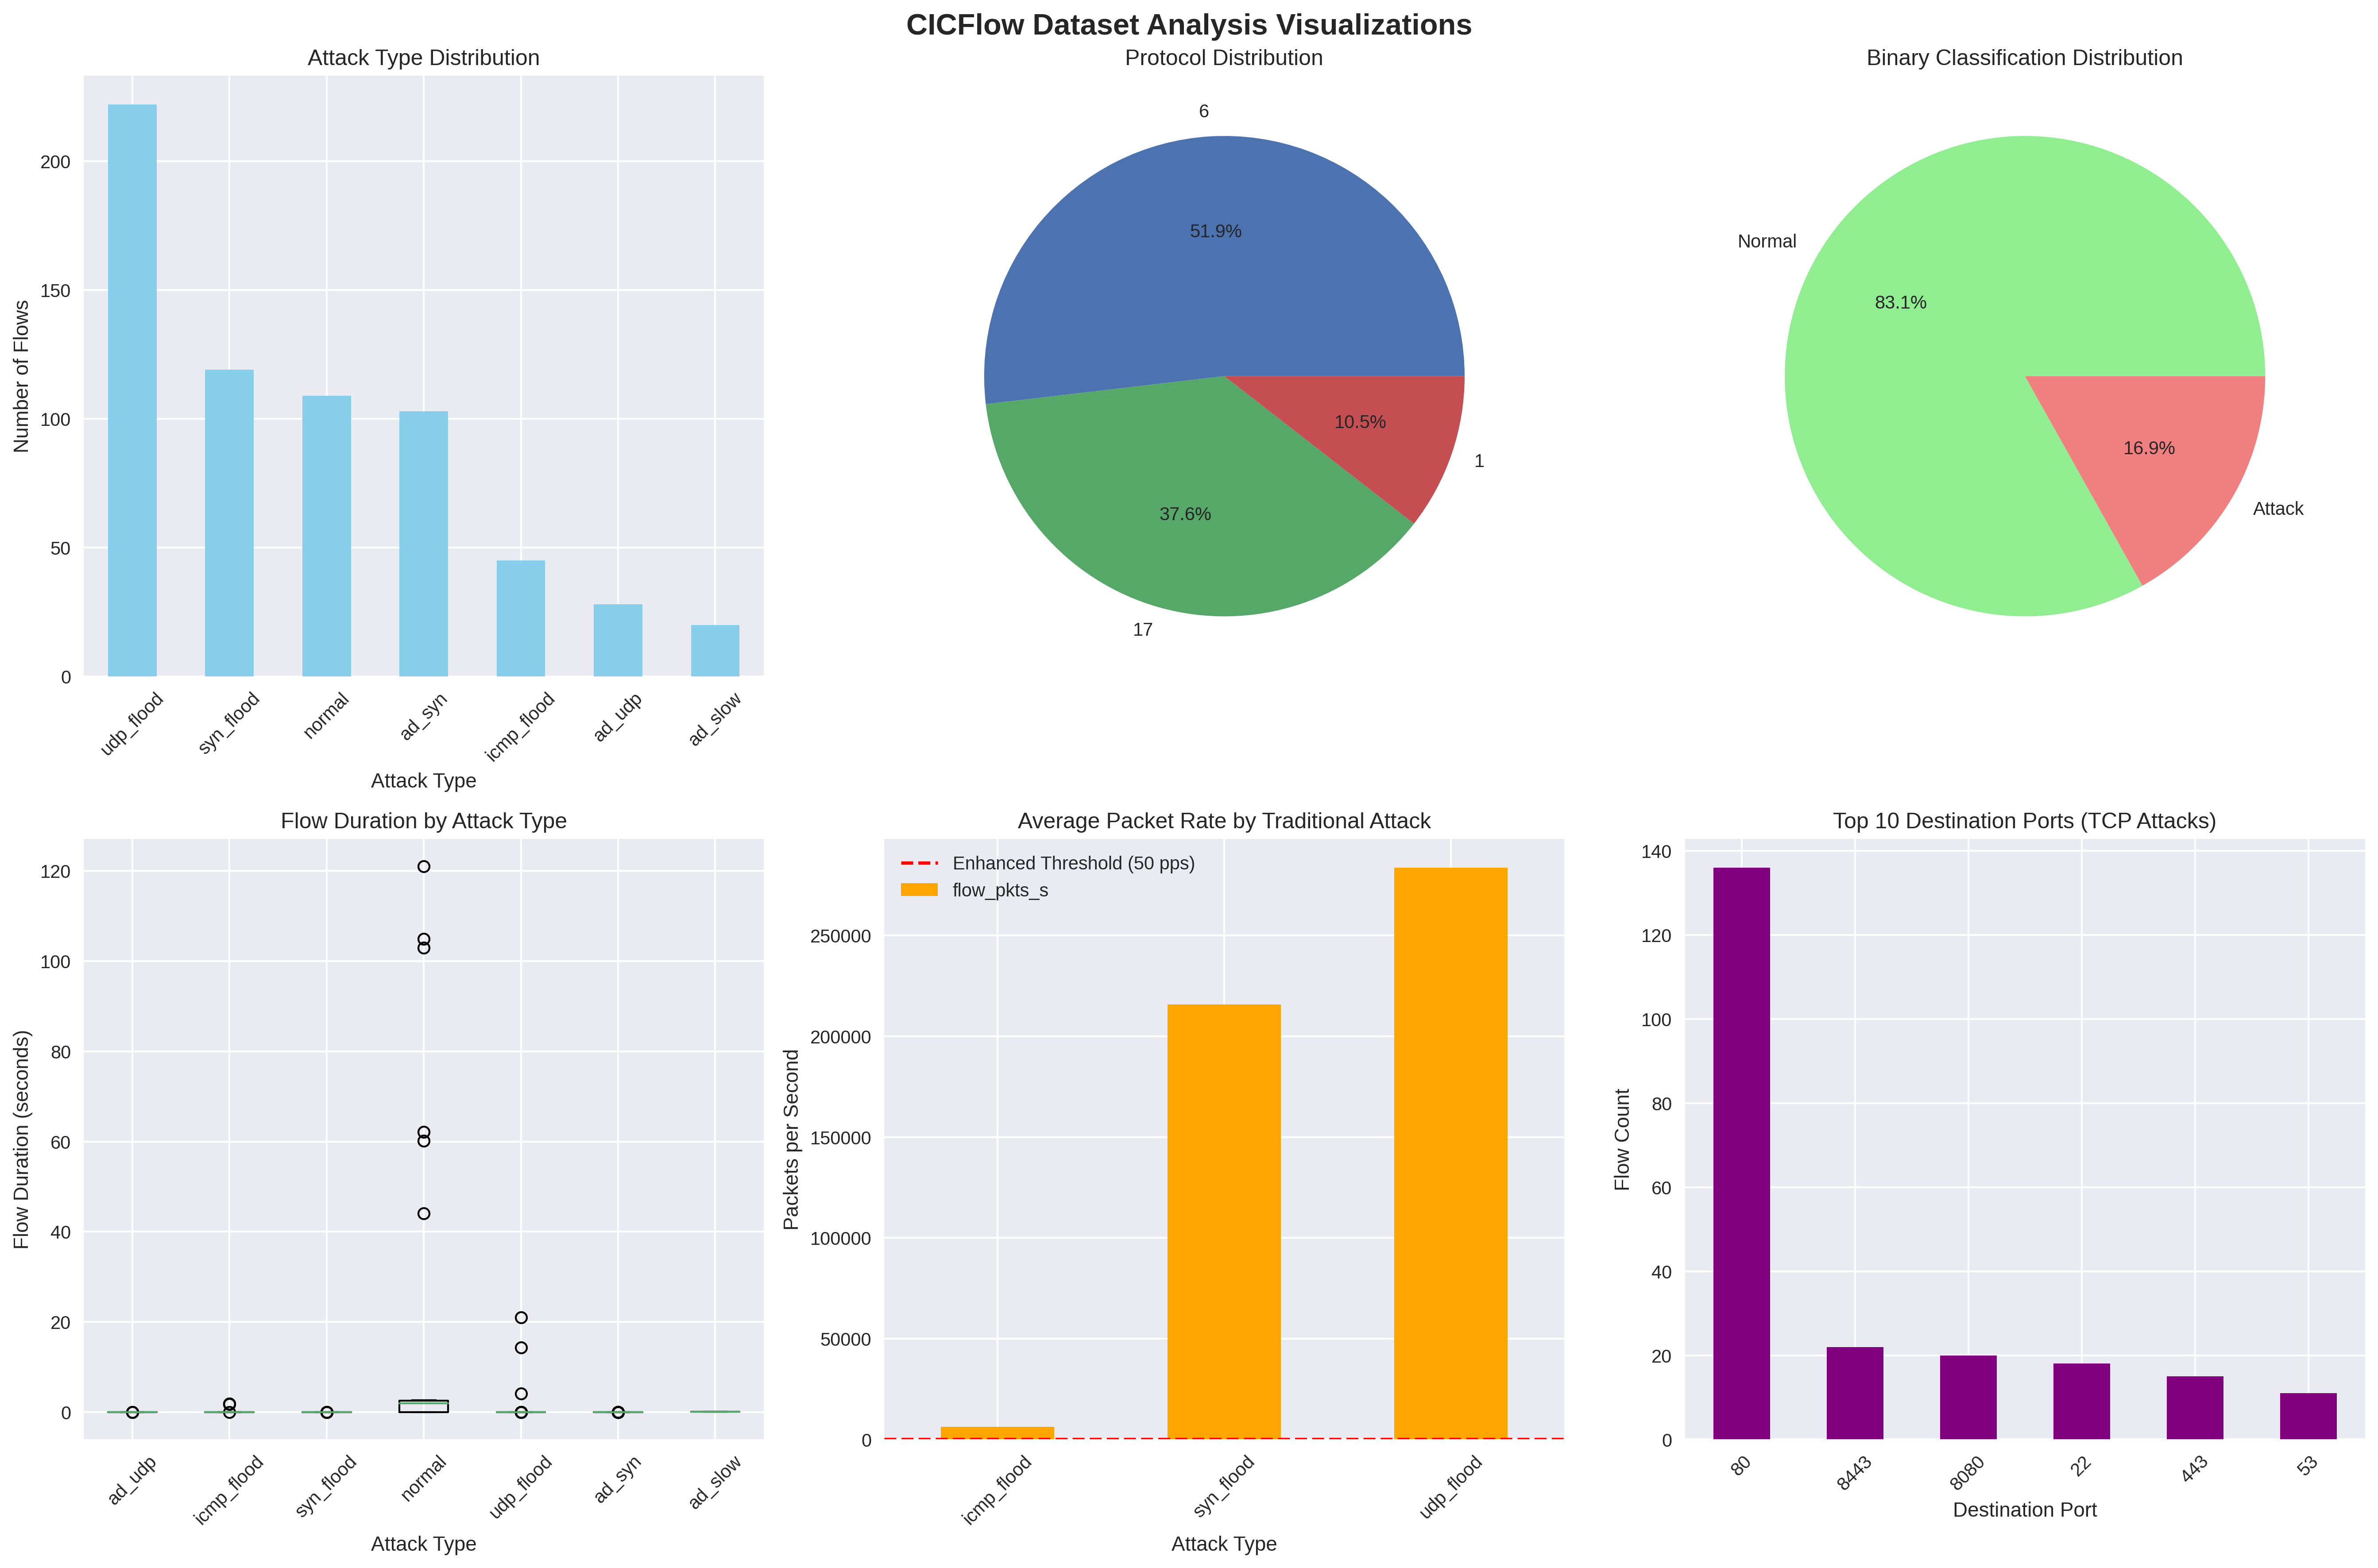 CICFlow Dataset Analysis Visualizations
Attack Type Distribution
Number of Flows
200
150
100
50
0
udp_flood
syn_flood
normal
ad_syn
icmp_flood
ad_udp
ad_slow
Attack Type
Protocol Distribution
6
51.9%
10.5%
1
37.6%
17
Binary Classification Distribution
Normal
83.1%
16.9%
Attack
Flow Duration by Attack Type
Flow Duration (seconds)
120
100
80
60
40
20
0
ad_udp
icmp_flood
syn_flood
normal
udp_flood
ad_syn
ad_slow
Attack Type
Average Packet Rate by Traditional Attack
Enhanced Threshold (50 pps)
flow_pkts_s
Packets per Second
250000
200000
150000
100000
50000
0
icmp_flood
syn_flood
udp_flood
Attack Type
Top 10 Destination Ports (TCP Attacks)
Flow Count
140
120
100
80
60
40
20
0
80
8443
8080
22
443
53
Destination Port